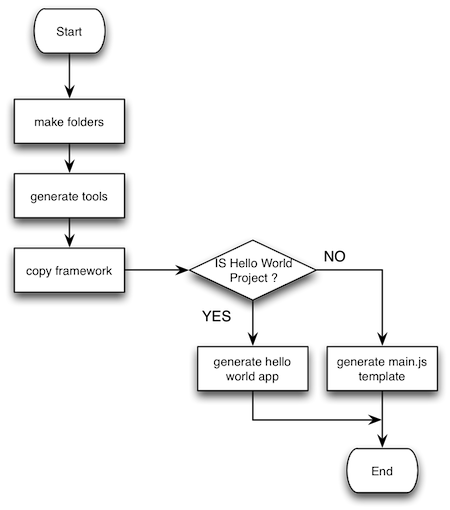 Start
make folders
generate tools
copy framework
IS Hello World
Project ?
NO
YES
generate hello
world app
generate main.js
template
End